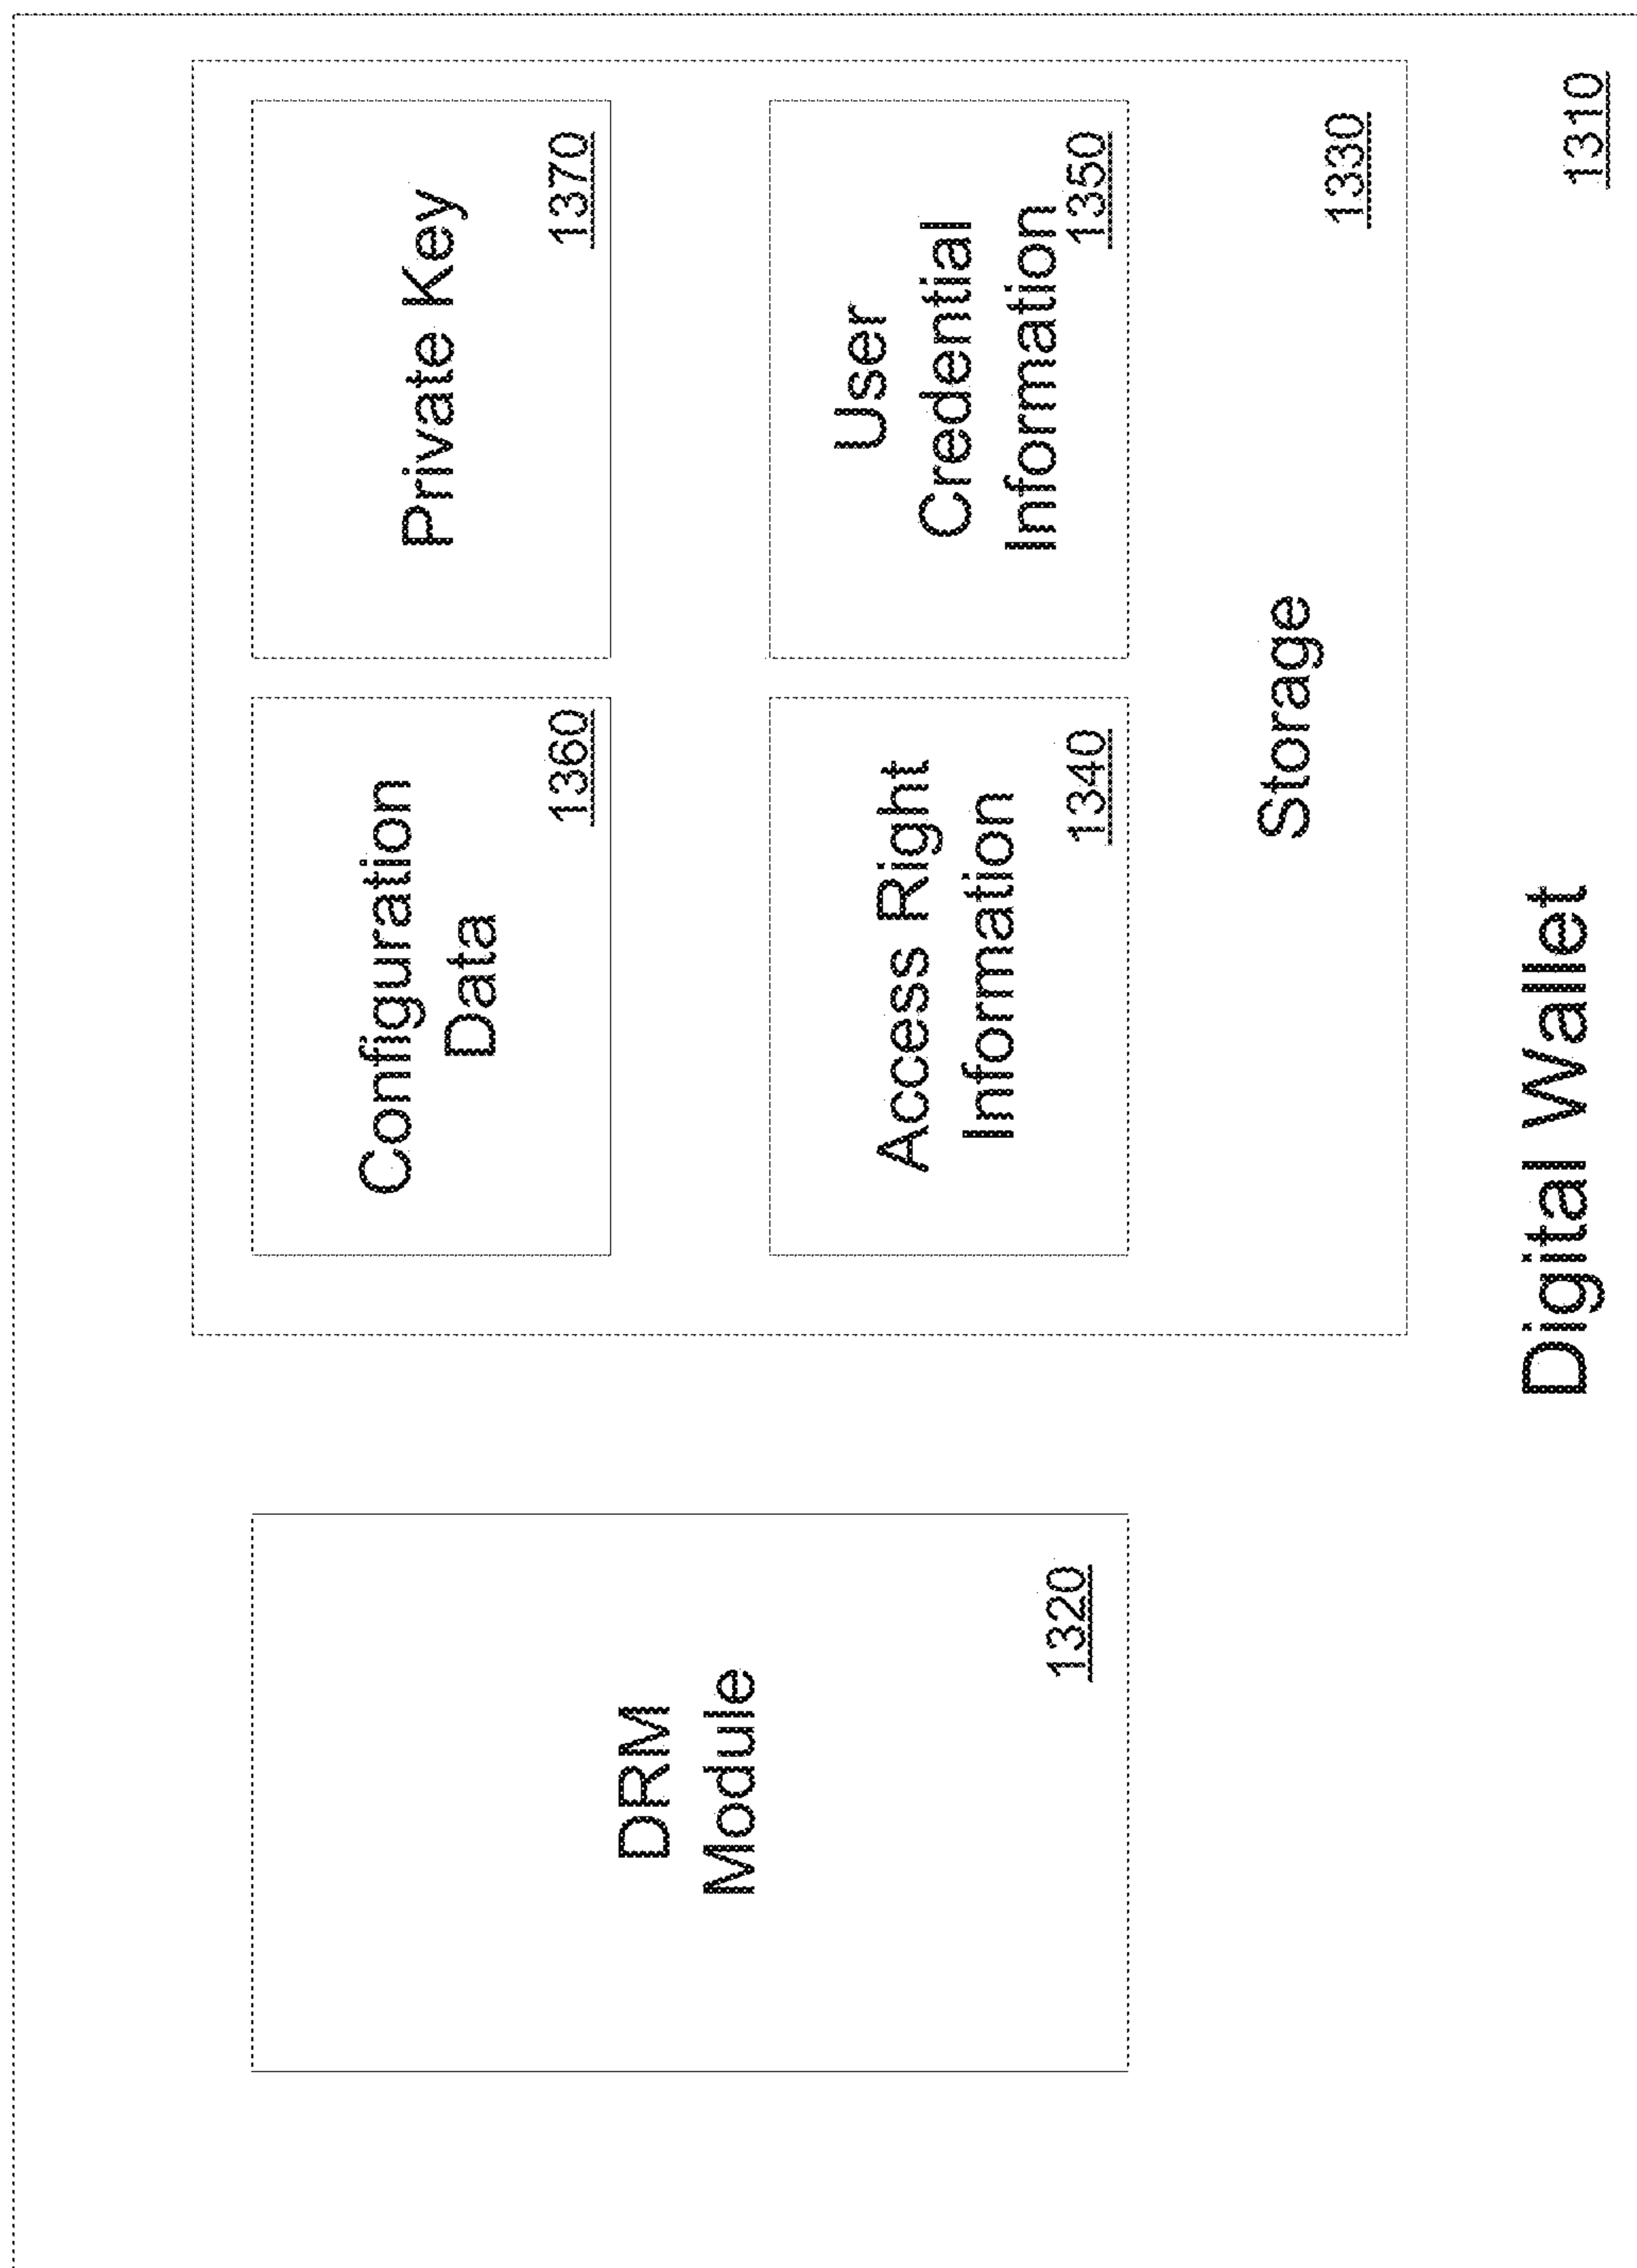 DRM
Module
1320
Configuration
Data
1360
Private Key
1370
Access Right
Information
1340
User
Credential
Information
1350
Storage
1330
Digital Wallet
1310